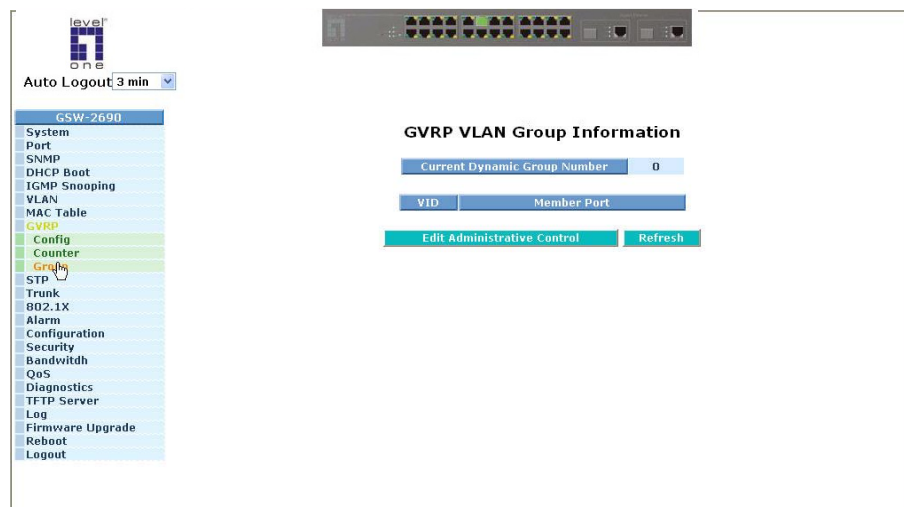 level
one
Auto Logout 3 min
GSW-2690
System
Port
SNMP
DHCP Boot
IGMP Snooping
VLAN
MAC Table
GVRP
Config
Counter
Group
STP
Trunk
802.1X
Alarm
Configuration
Security
Bandwitdh
QoS
Diagnostics
TFTP Server
Log
Firmware Upgrade
Reboot
Logout
GVRP VLAN Group Information
Current Dynamic Group Number 0
VID Member Port
Edit Administrative Control Refresh